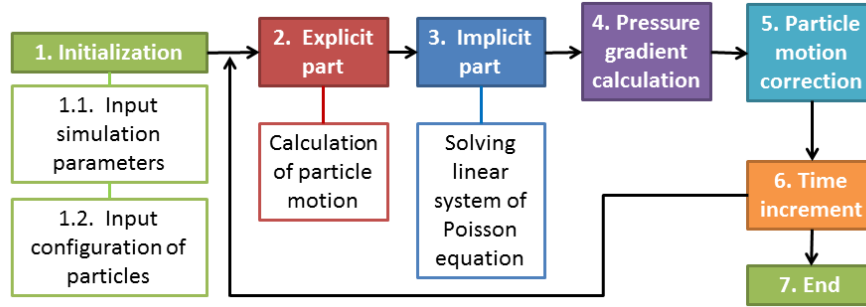 1. Initialization
1.1. Input
simulation
parameters
1.2. Input
configuration of
particles
2. Explicit
part
Calculation
of particle
motion
3. Implicit
part
Solving
linear
system of
Poisson
equation
4. Pressure
gradient
calculation
5. Particle
motion
correction
6. Time
increment
7. End